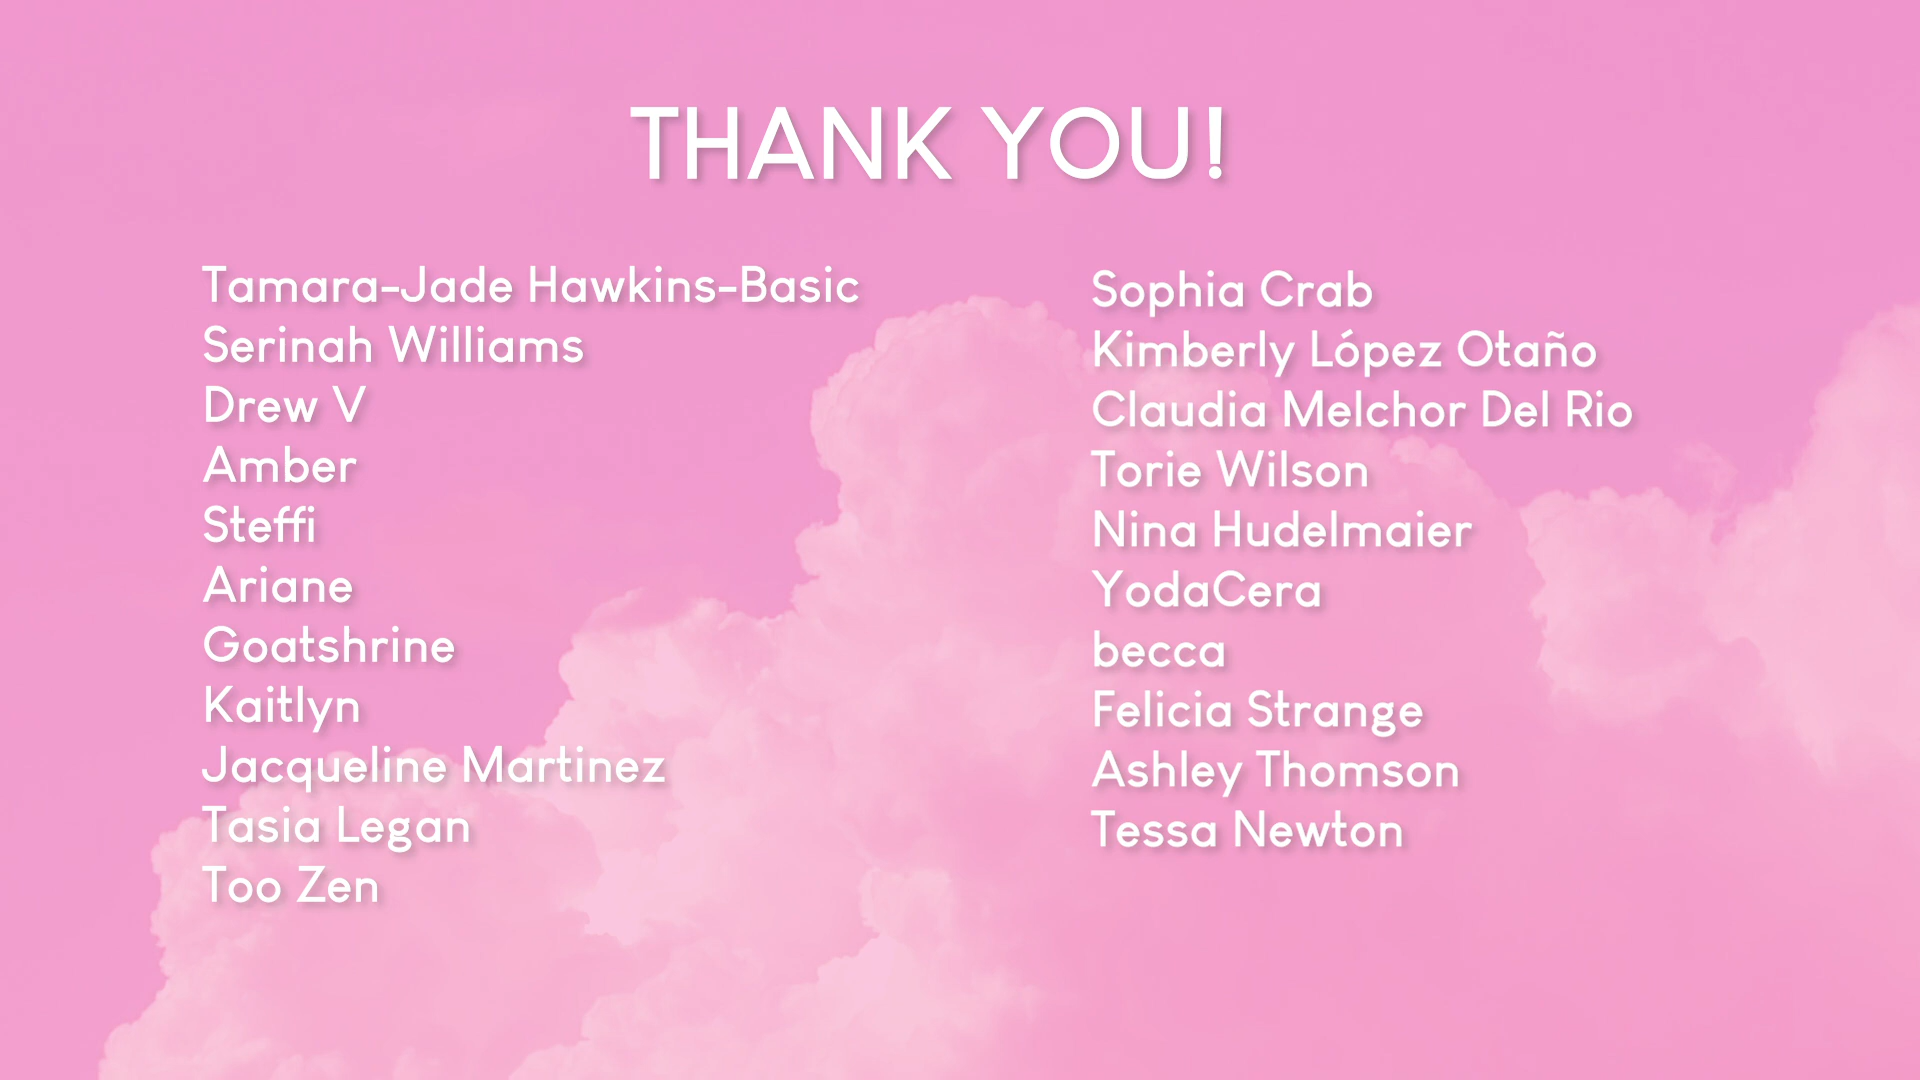 THANK YOU!
Tamara-Jade Hawkins-Basic
Serinah Williams
Drew V
Amber
Steffi
Ariane
Goatshrine
Kaitlyn
Jacqueline Martinez
Tasia Legan
Too Zen
Sophia Crab
Kimberly López Otaño
Claudia Melchor Del Rio
Torie Wilson
Nina Hudelmaier
YodaCera
becca
Felicia Strange
Ashley Thomson
Tessa Newton